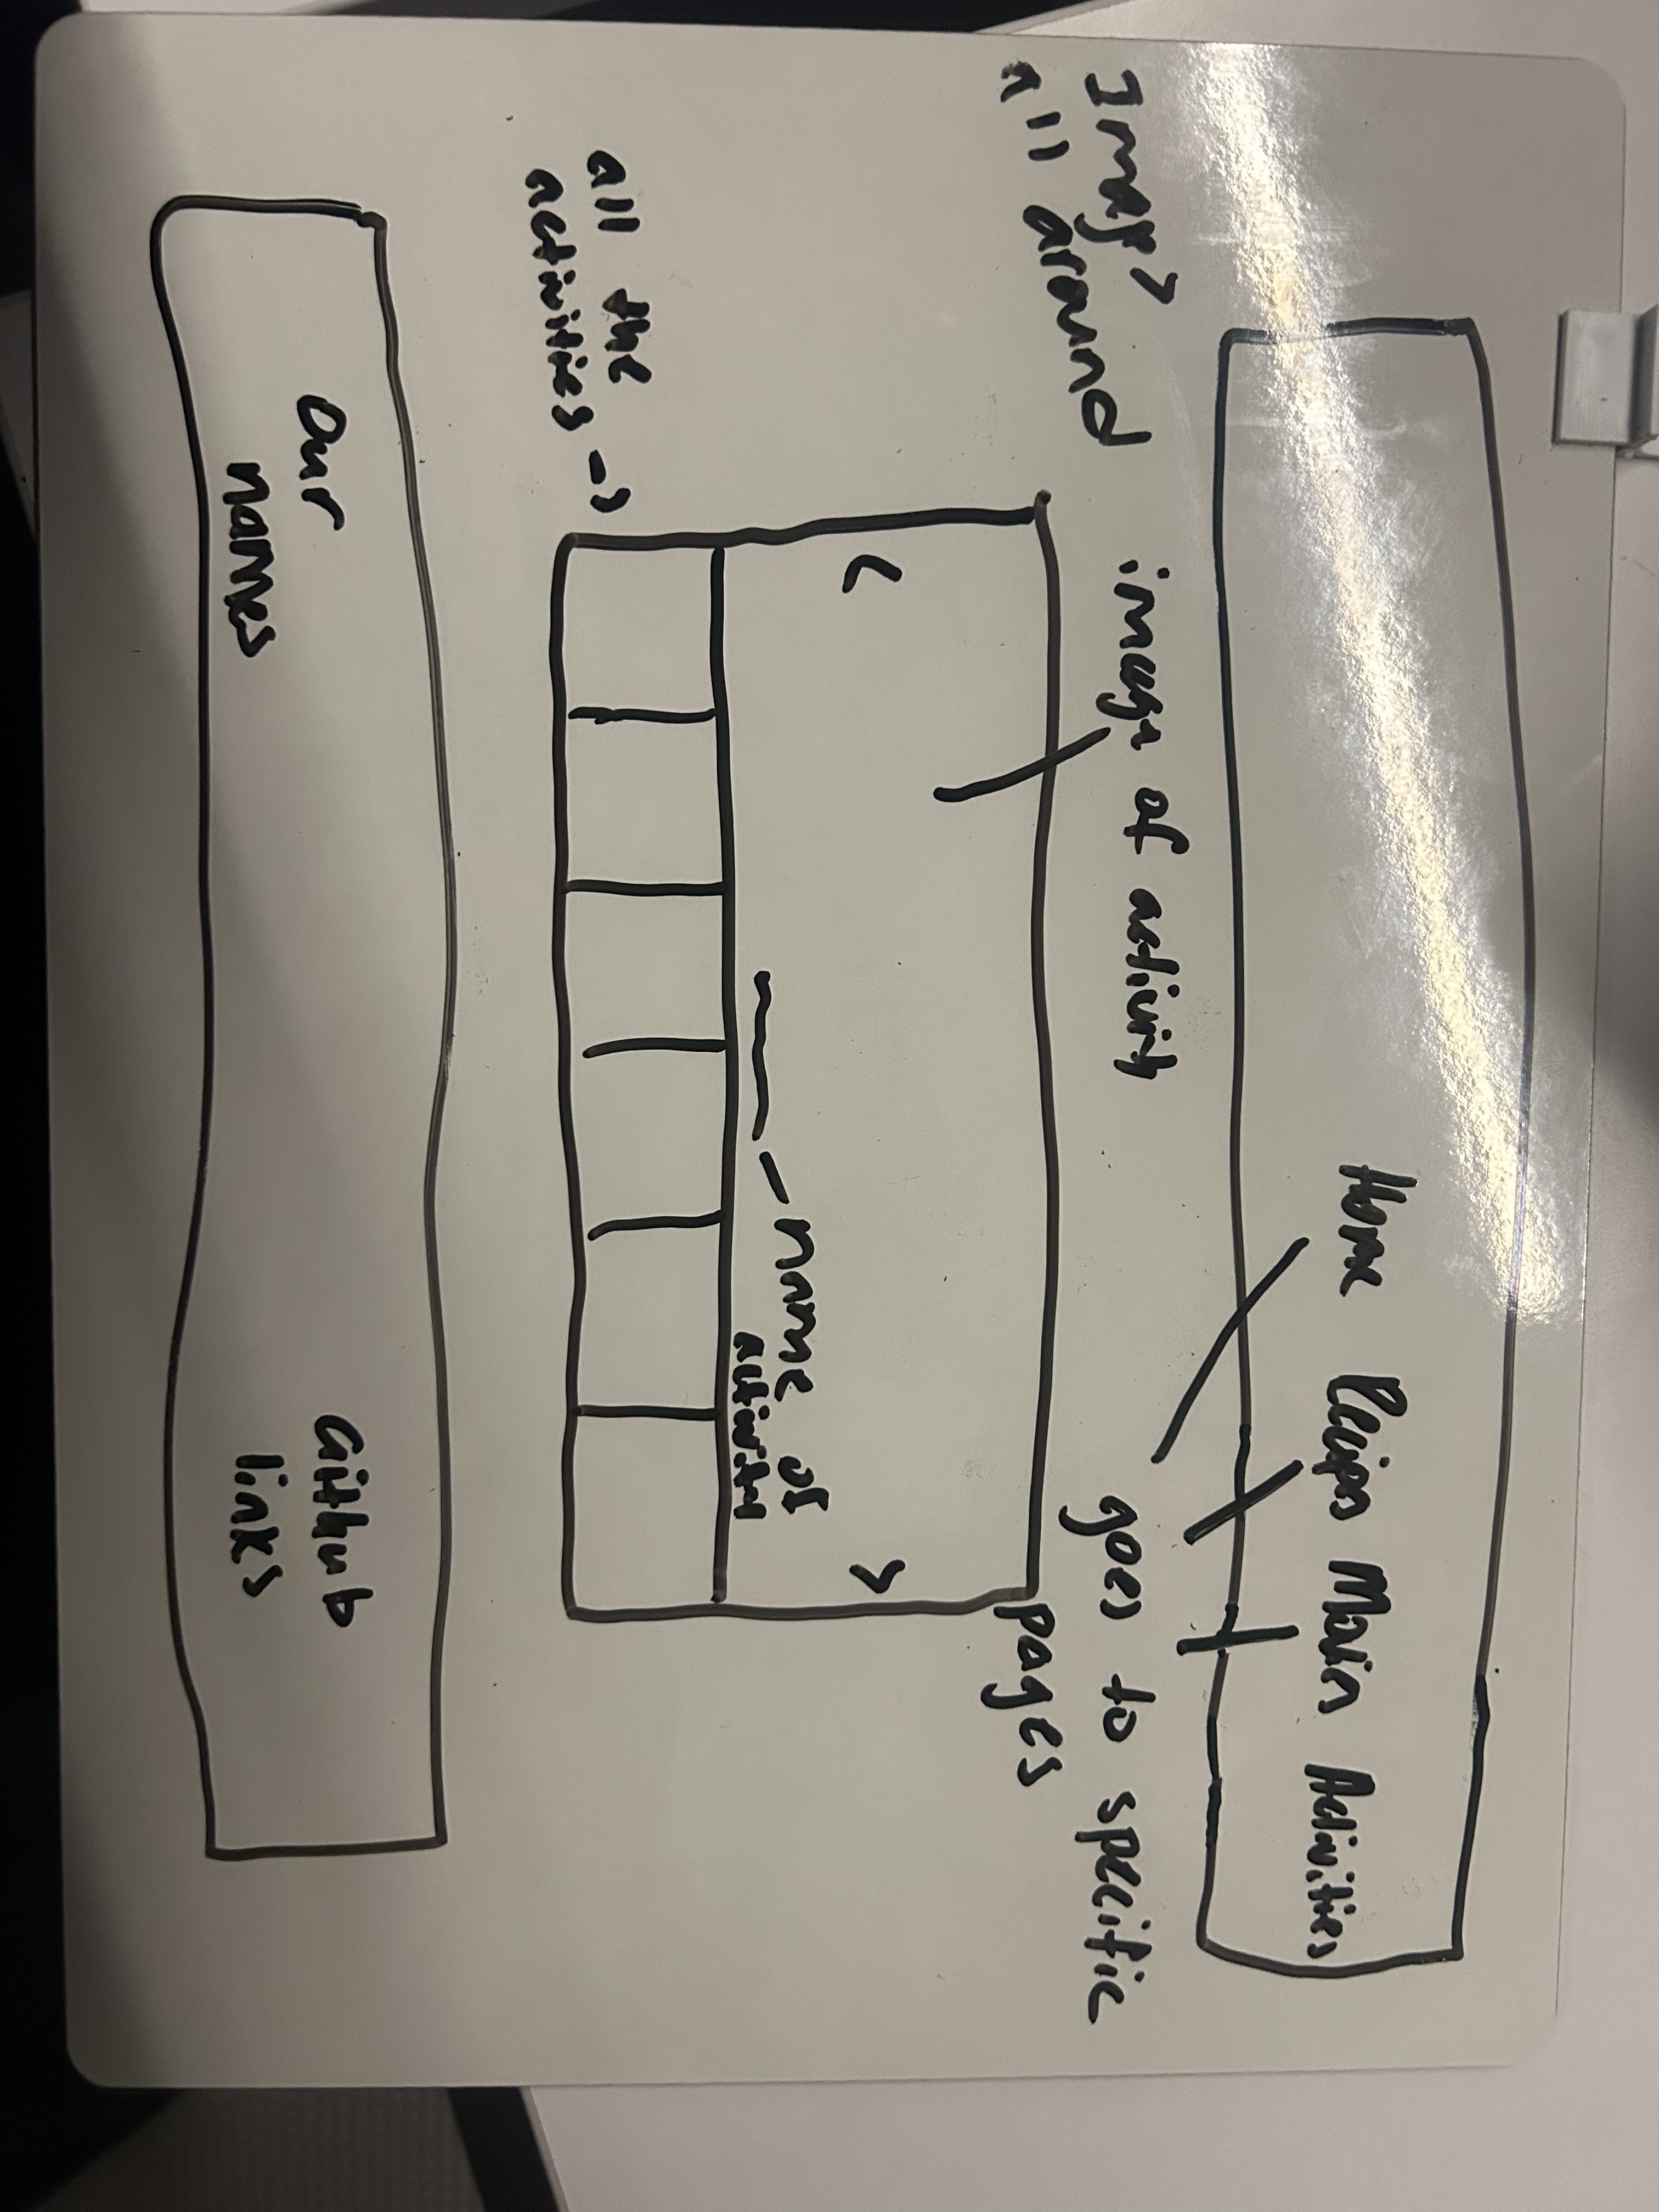 Home Recipes Main Activities
Images
all around
image of activity
goes to specific
pages
<
>
name of
activity
all the
activities ->
Our
names
Github
links